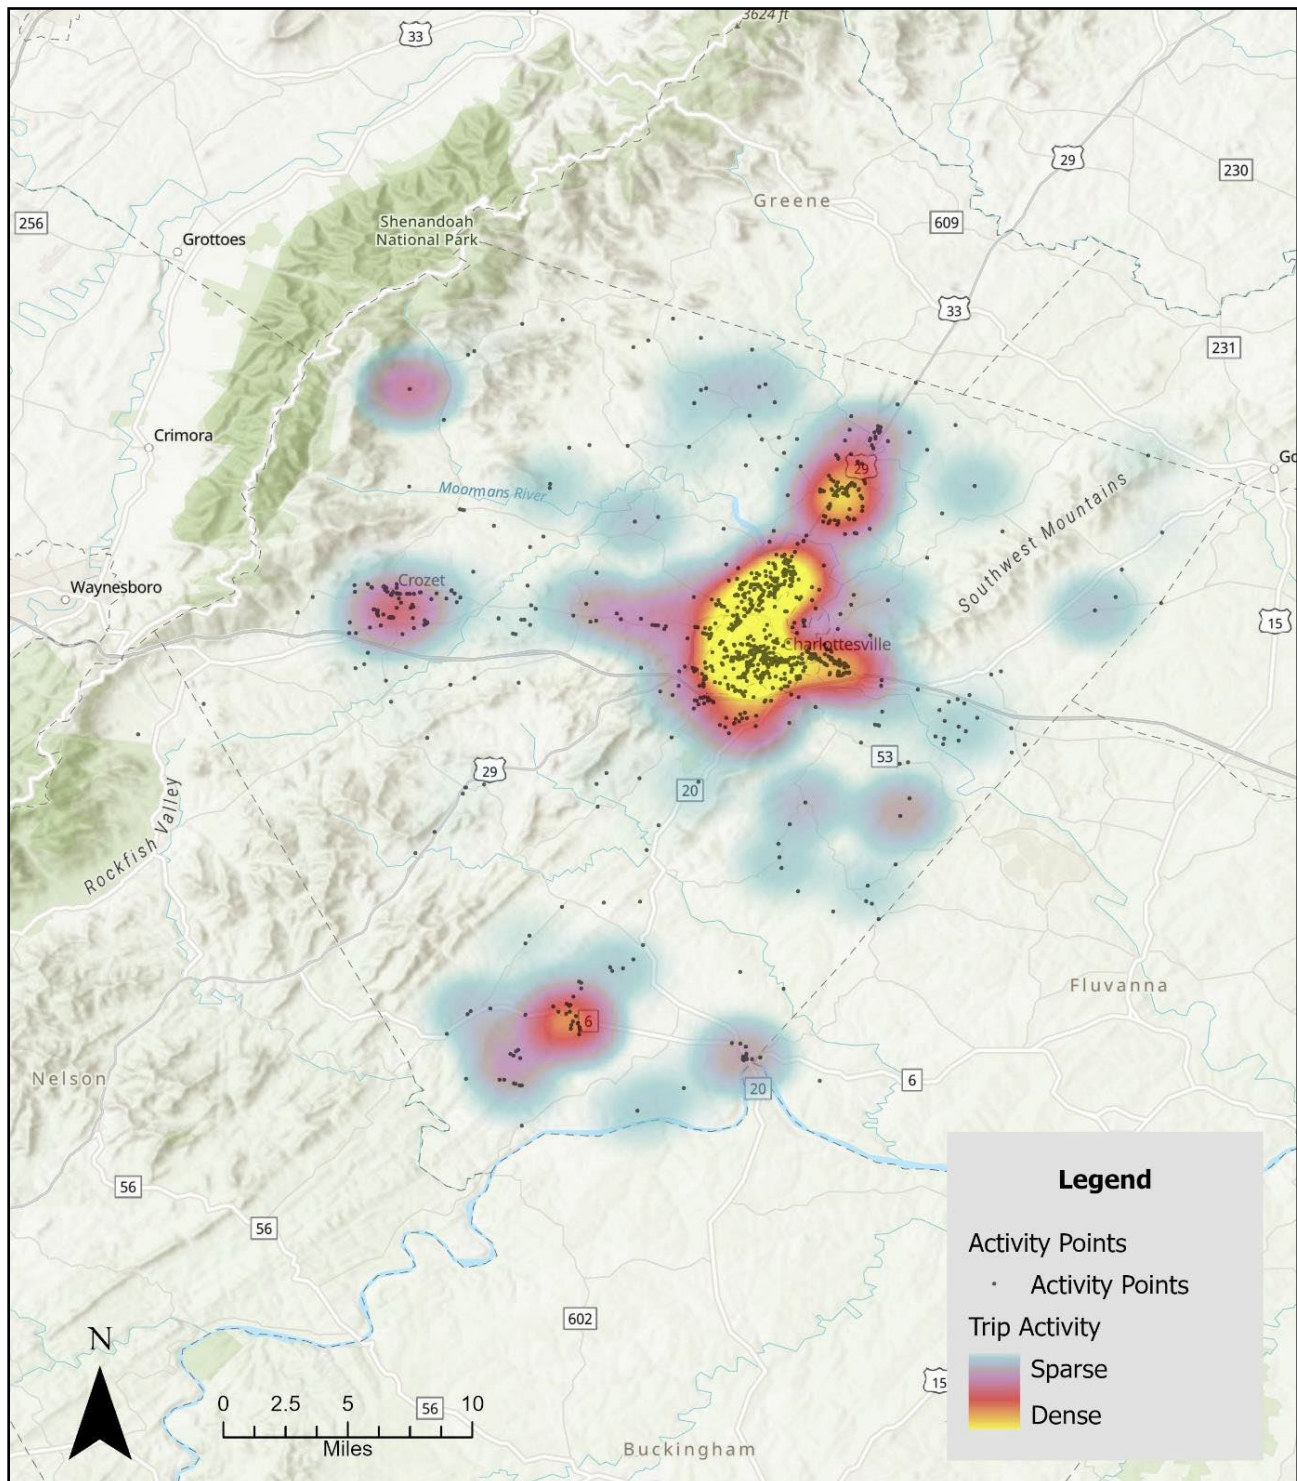 3624 ft
33
29
230
Greene
256
609
Shenandoah
National Park
Grottoes
33
231
Crimora
29
Go
Moormans River
Southwest Mountains
Crozet
Waynesboro
15
Charlottesville
53
29
20
Rockfish Valley
Fluvanna
6
Nelson
6
20
Legend
56
56
Activity Points
Activity Points
602
Trip Activity
N
Sparse
15
0 2.5 5 10
56
Dense
Miles
Buckingham